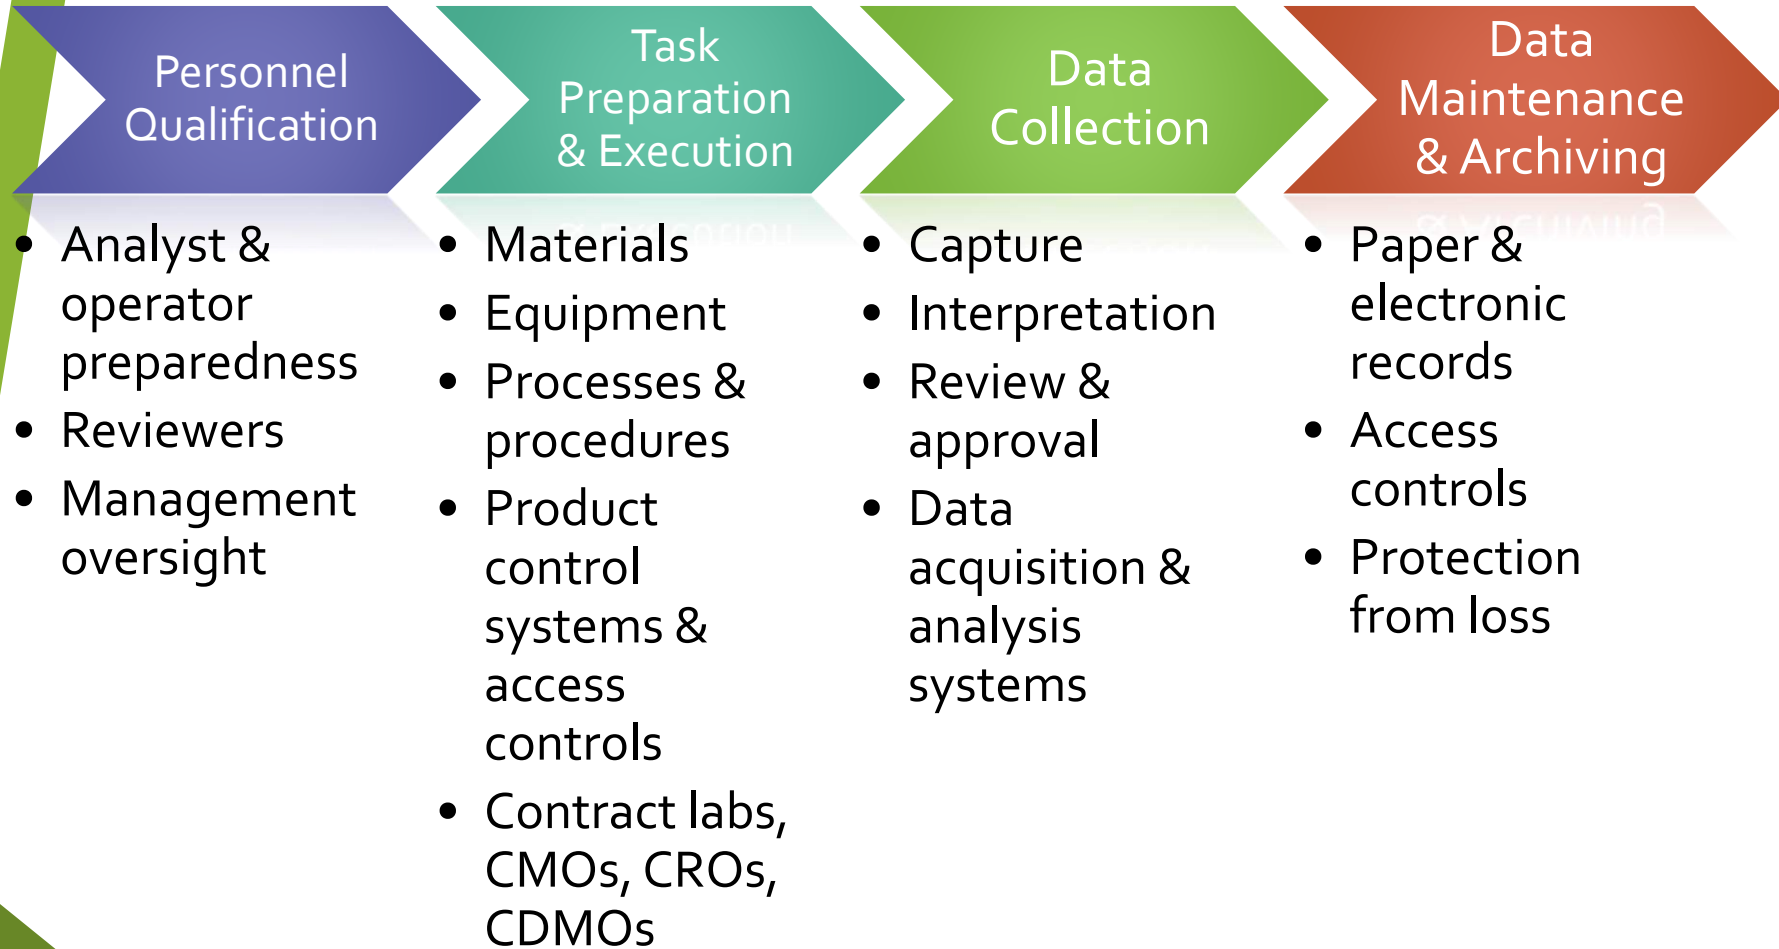 Personnel
Qualification
Task
Preparation
& Execution
Data
Collection
Data
Maintenance
& Archiving
• Analyst &
operator
preparedness
• Reviewers
• Management
oversight
• Materials
• Equipment
• Processes &
procedures
• Product
control
systems &
access
controls
• Contract labs,
CMOs, CROs,
CDMOs
• Capture
• Interpretation
• Review &
approval
• Data
acquisition &
analysis
systems
• Paper &
electronic
records
• Access
controls
• Protection
from loss